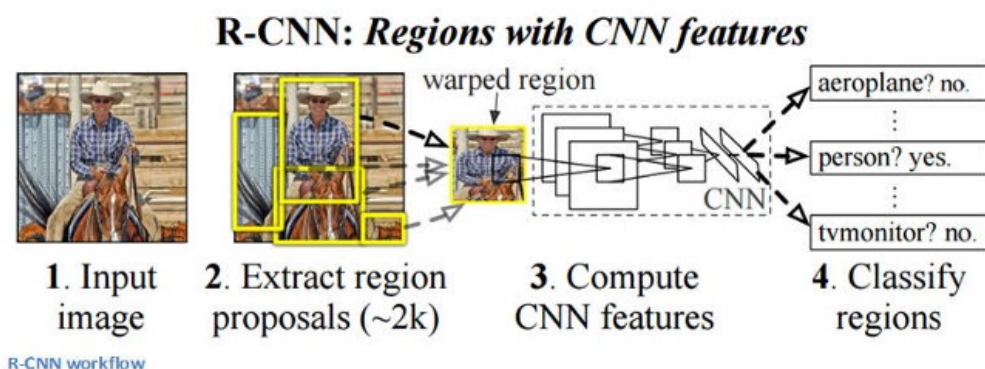 R-CNN: Regions with CNN features
warped region
aeroplane? no.
⋮
person? yes.
⋮
tvmonitor? no.
CNN
1. Input
image
2. Extract region
proposals (~2k)
3. Compute
CNN features
4. Classify
regions
R-CNN workflow